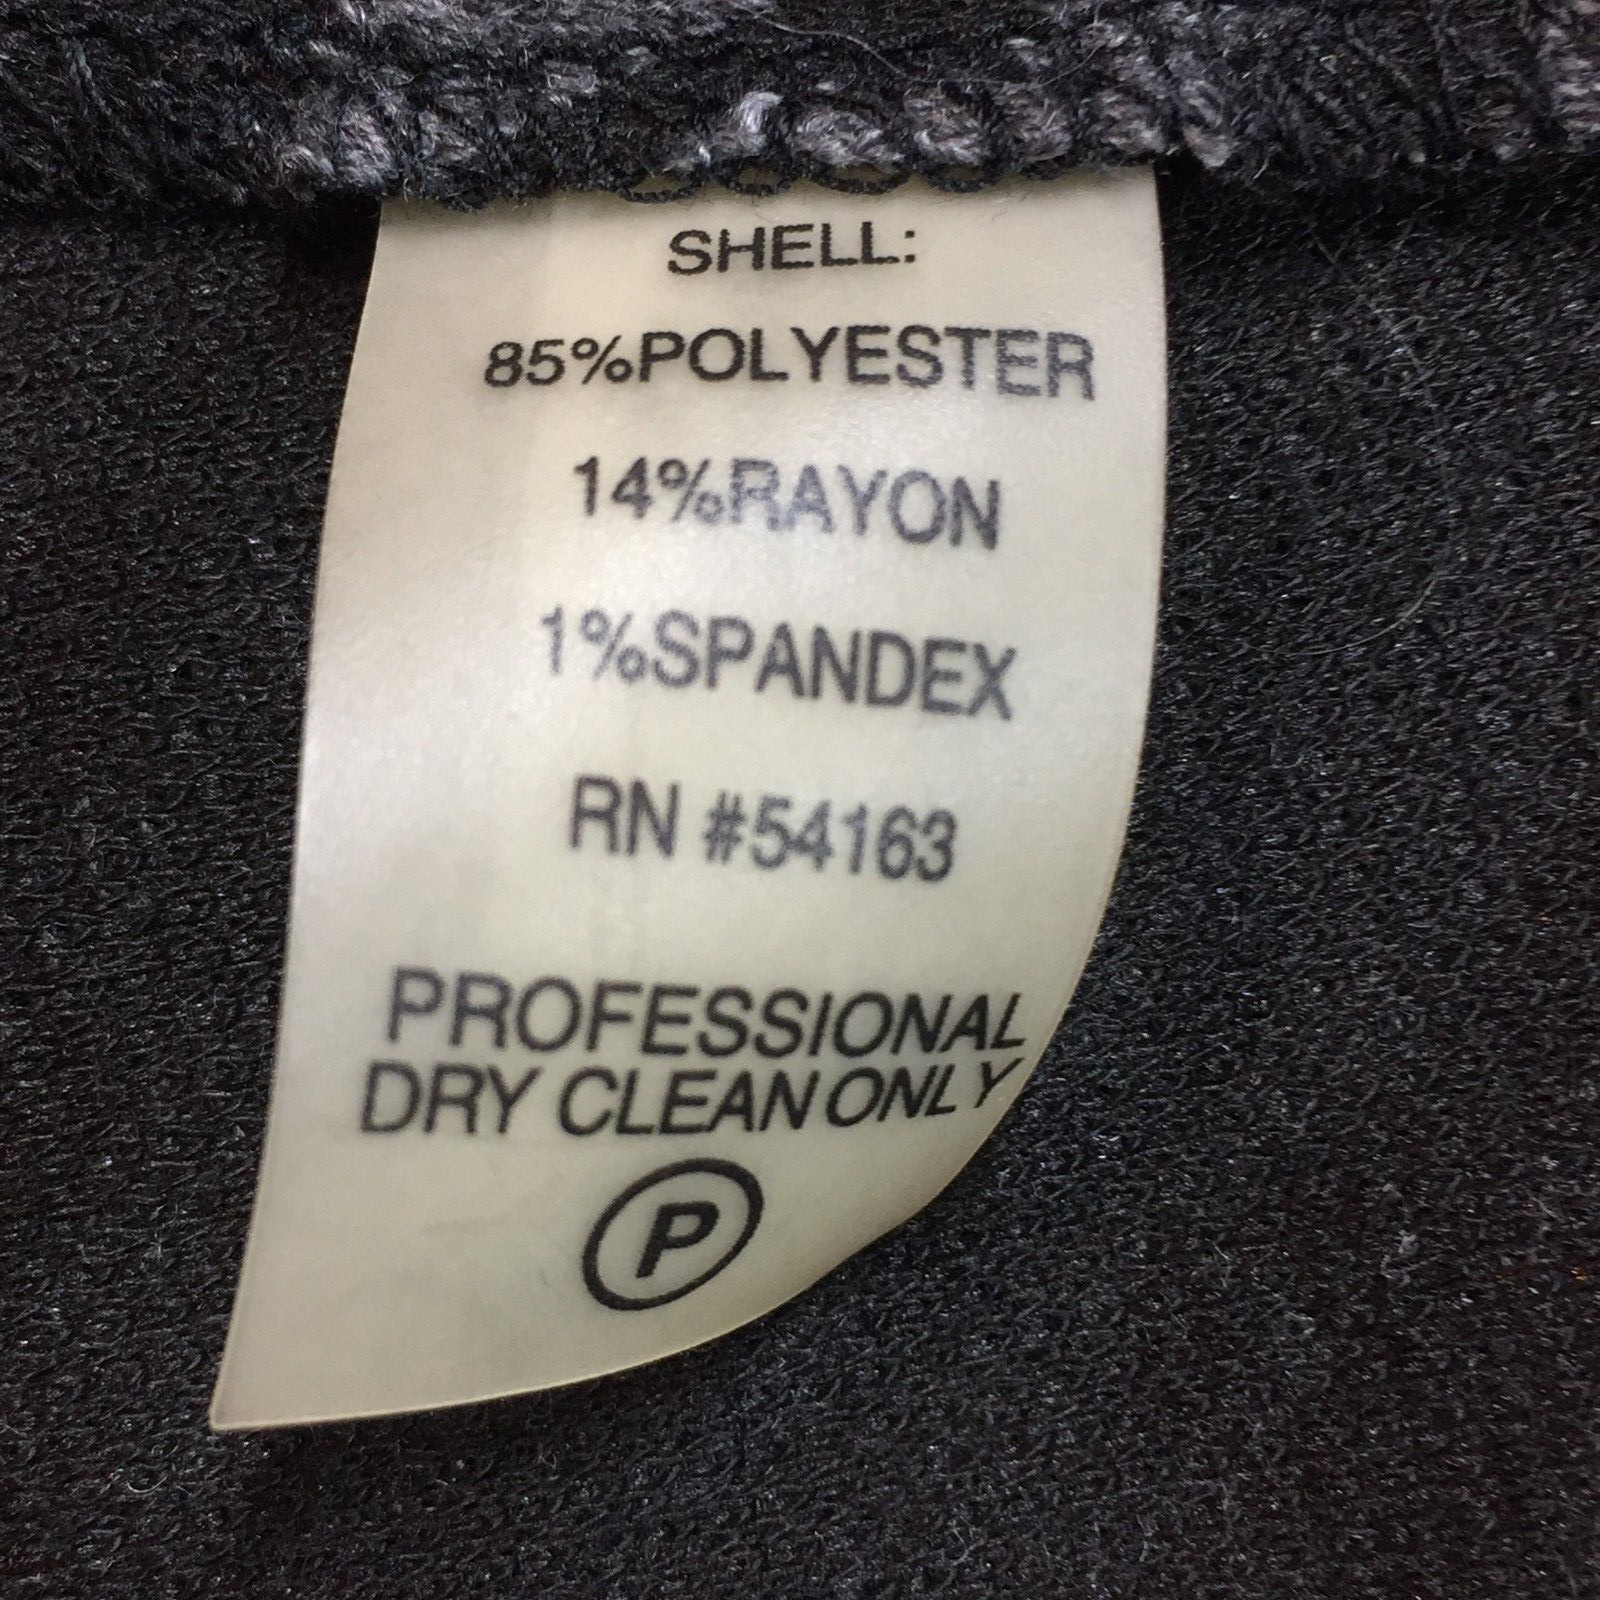 SHELL:
85%POLYESTER
14%RAYON
1%SPANDEX
RN #54163
PROFESSIONAL
DRY CLEAN ONLY
P